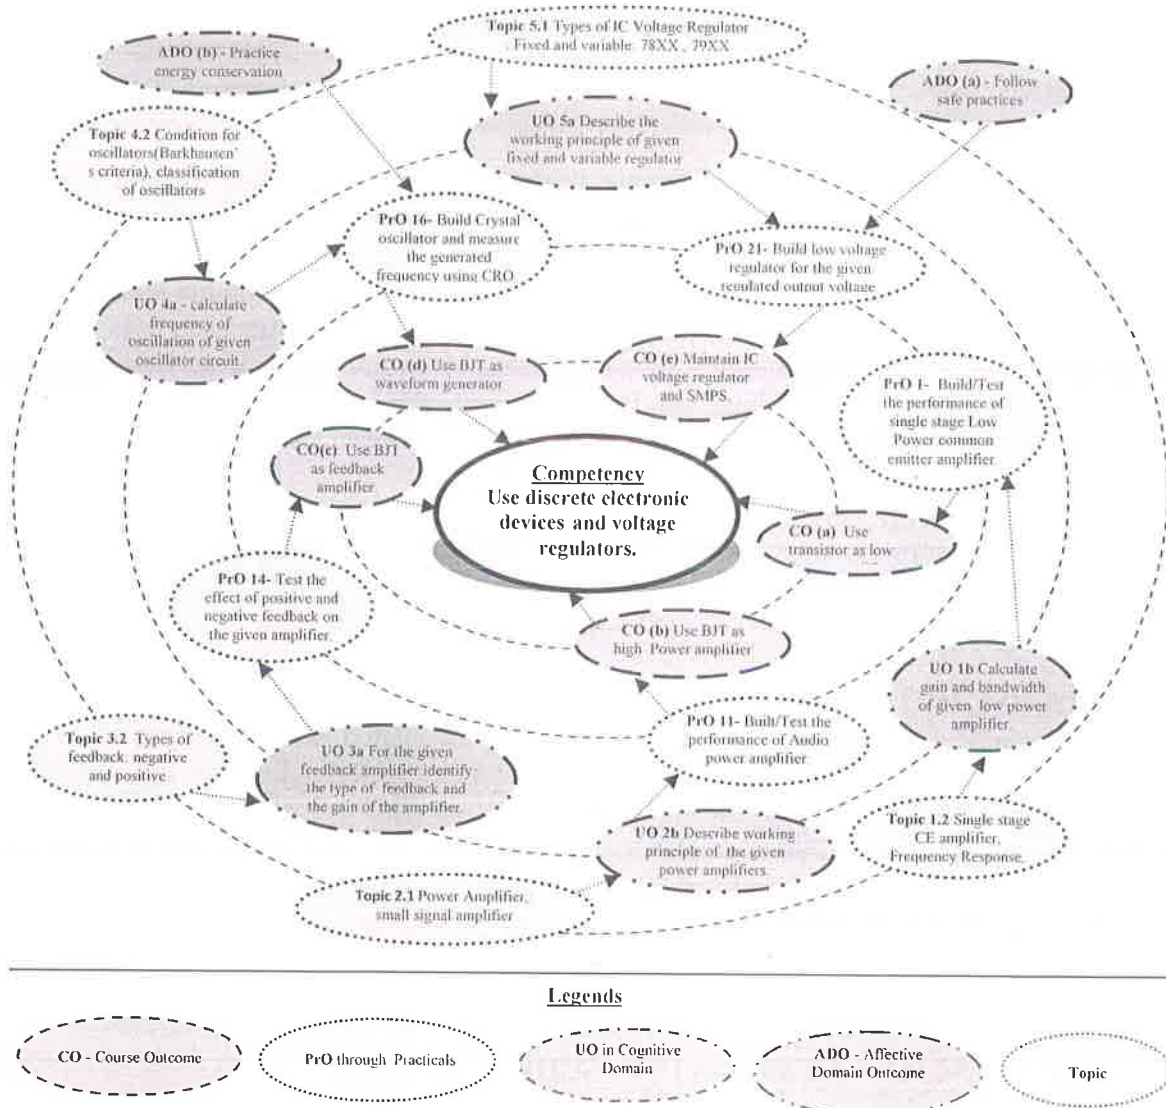 Topic 5.1 Types of IC Voltage Regulator
. Fixed and variable: 78XX , 79XX
ADO (b) - Practice
energy conservation
ADO (a) - Follow
safe practices
Topic 4.2 Condition for
oscillators(Barkhausen'
s criteria), classification
of oscillators
UO 5a Describe the
working principle of given
fixed and variable regulator
PrO 16- Build Crystal
oscillator and measure
the generated
frequency using CRO.
PrO 21- Build low voltage
regulator for the given
regulated output voltage
UO 4a - calculate
frequency of
oscillation of given
oscillator circuit.
CO (d) Use BJT as
waveform generator
CO (e) Maintain IC
voltage regulator
and SMPS.
PrO 1- Build/Test
the performance of
single stage Low
Power common
emitter amplifier.
CO(c) Use BJT
as feedback
amplifier
Competency
Use discrete electronic
devices and voltage
regulators.
CO (a) Use
transistor as low
PrO 14- Test the
effect of positive and
negative feedback on
the given amplifier.
CO (b) Use BJT as
high Power amplifier
UO 1b Calculate
gain and bandwidth
of given low power
amplifier.
Topic 3.2 Types of
feedback: negative
and positive
UO 3a For the given
feedback amplifier identify
the type of feedback and
the gain of the amplifier.
PrO 11- Built/Test the
performance of Audio
power amplifier.
UO 2b Describe working
principle of the given
power amplifiers.
Topic 1.2 Single stage
CE amplifier,
Frequency Response,
Topic 2.1 Power Amplifier,
small signal amplifier
Legends
CO - Course Outcome
PrO through Practicals
UO in Cognitive
Domain
ADO - Affective
Domain Outcome
Topic